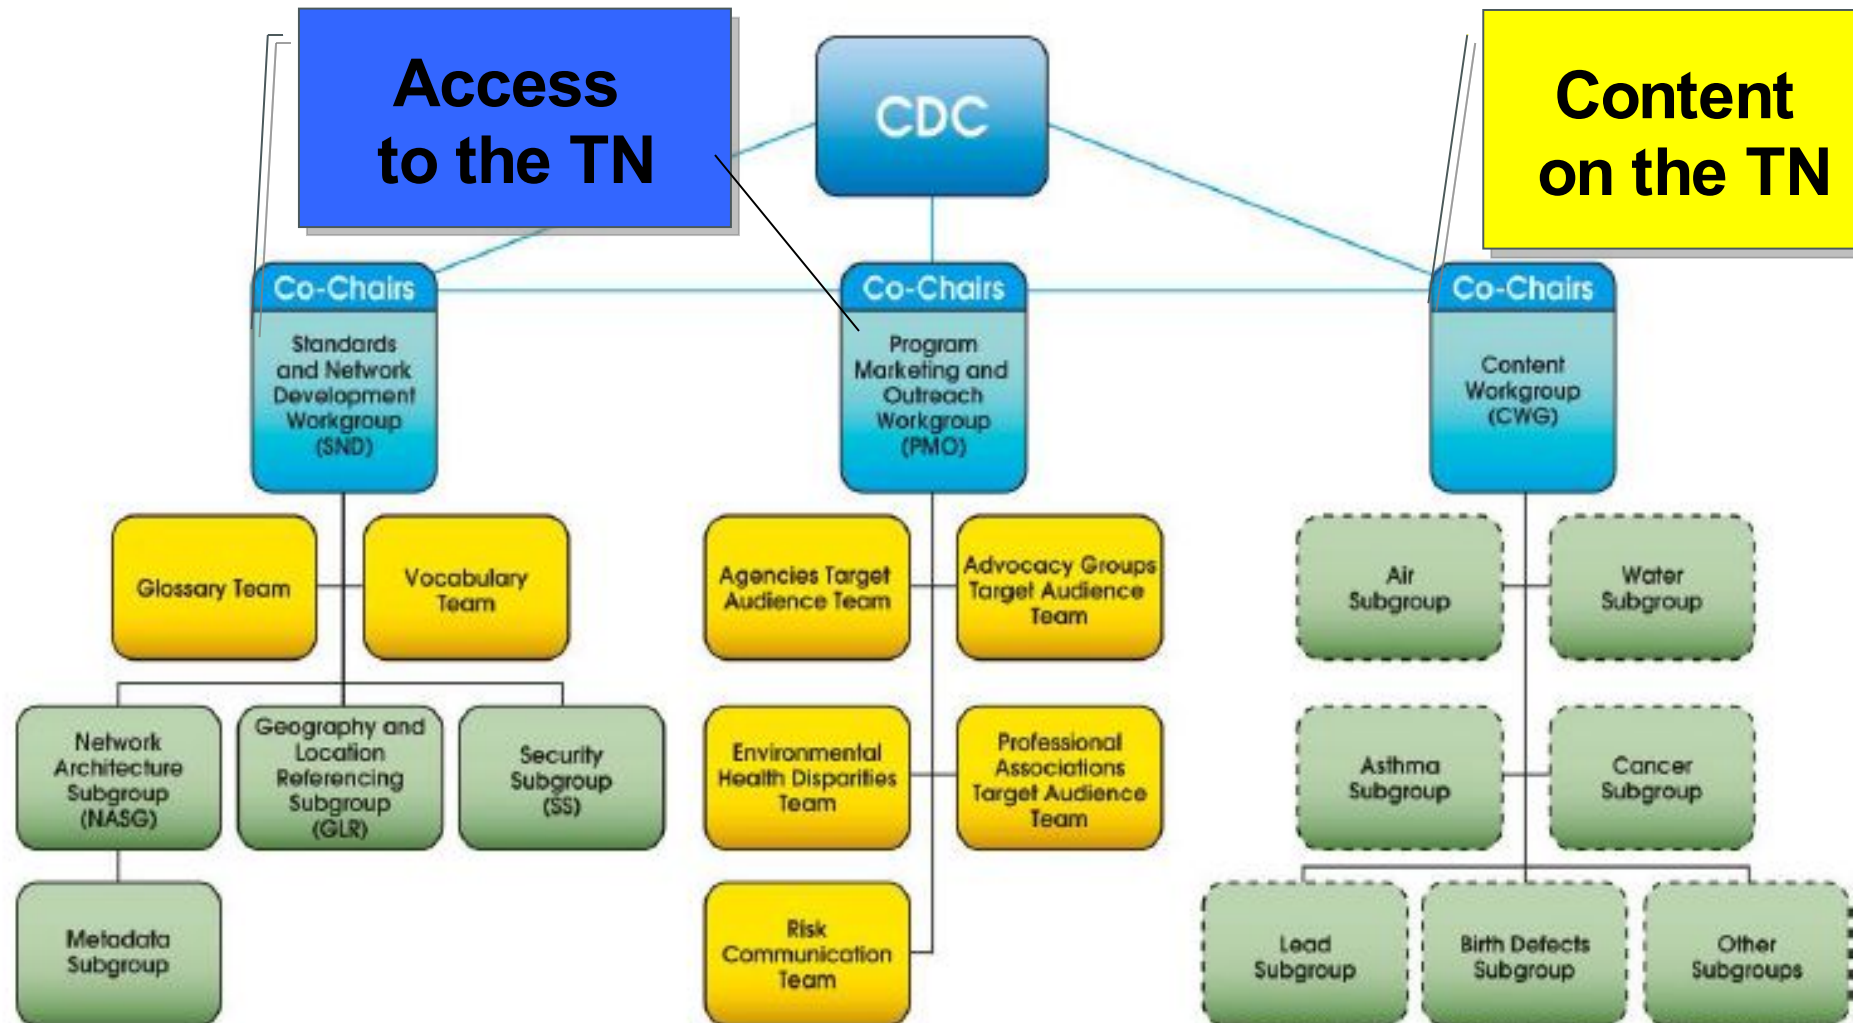 Access
to the TN
CDC
Content
on the TN
Co-Chairs
Standards
and Network
Development
Workgroup
(SND)
Co-Chairs
Program
Marketing and
Outreach
Workgroup
(PMO)
Co-Chairs
Content
Workgroup
(CWG)
Glossary Team
Vocabulary
Team
Agencies Target
Audience Team
Advocacy Groups
Target Audience
Team
Air
Subgroup
Water
Subgroup
Network
Architecture
Subgroup
(NASG)
Geography and
Location
Referencing
Subgroup
(GLR)
Security
Subgroup
(SS)
Environmental
Health Disparities
Team
Professional
Associations
Target Audience
Team
Asthma
Subgroup
Cancer
Subgroup
Metadata
Subgroup
Risk
Communication
Team
Lead
Subgroup
Birth Defects
Subgroup
Other
Subgroups